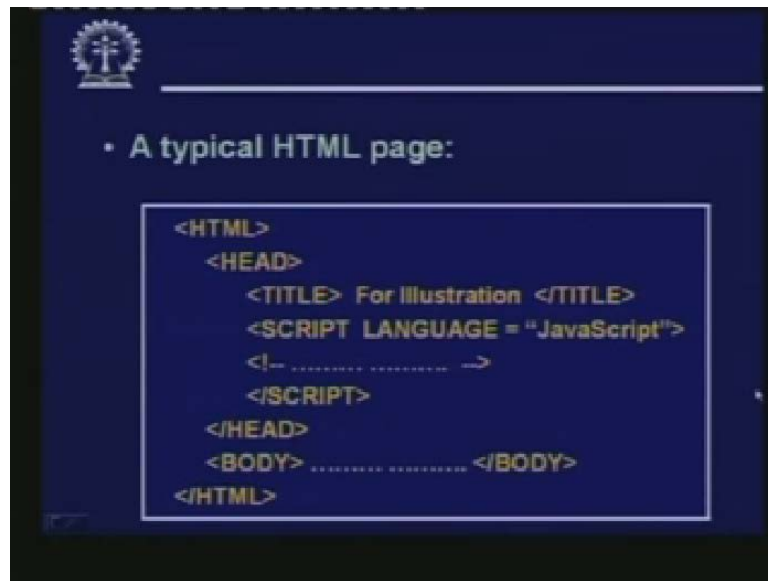 • A typical HTML page:
<HTML>
<HEAD>
<TITLE> For Illustration </TITLE>
<SCRIPT LANGUAGE = “JavaScript”>
<!-- ......... .......... -->
</SCRIPT>
</HEAD>
<BODY> ......... .......... </BODY>
</HTML>